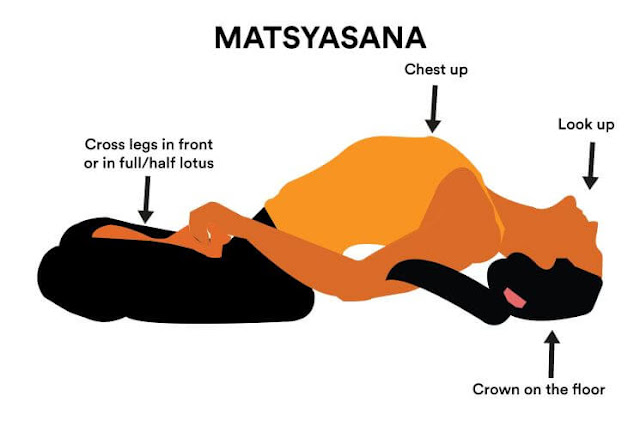 MATSYASANA
Chest up
Look up
Cross legs in front
or in full/half lotus
Crown on the floor